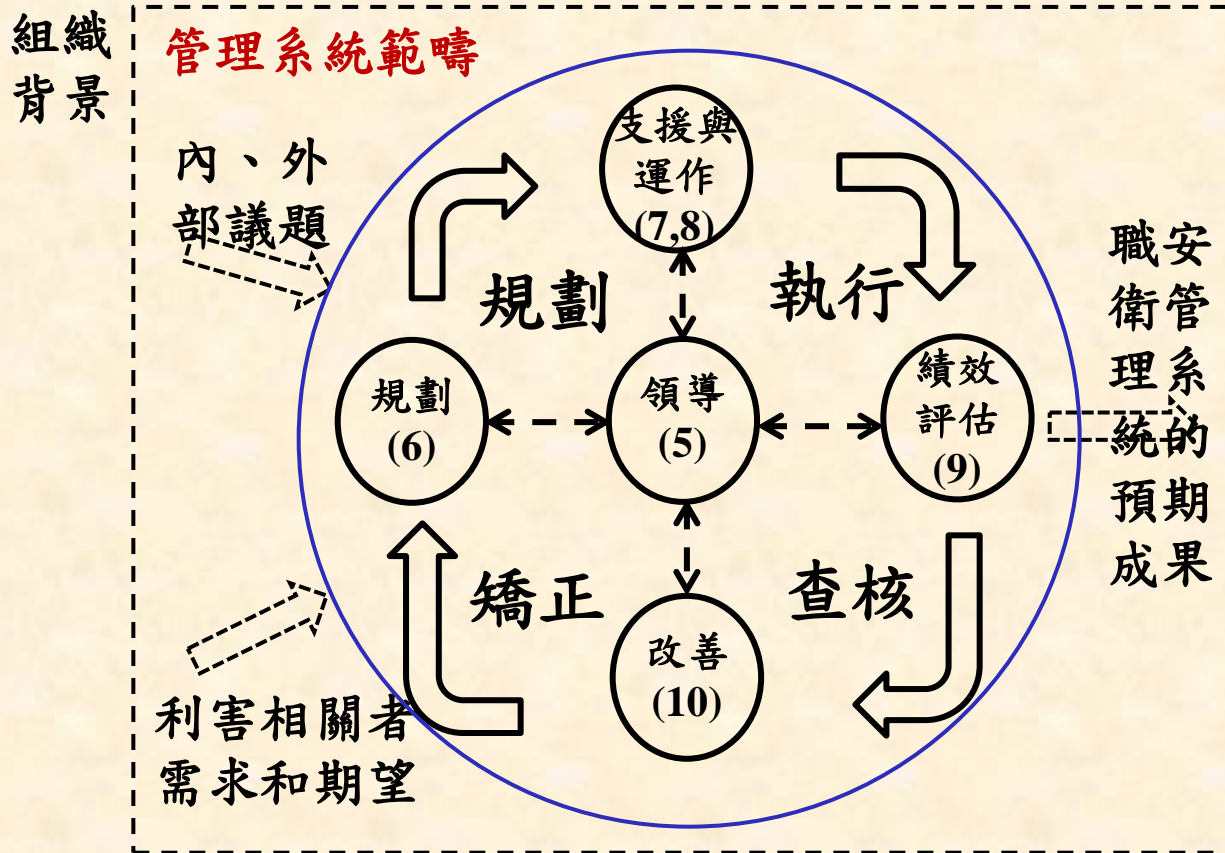 組織
背景
管理系統範疇
內、外
部議題
支援與
運作
(7,8)
規劃
執行
規劃
(6)
領導
(5)
績效
評估
(9)
職安
衛管
理系
統的
預期
成果
矯正
查核
改善
(10)
利害相關者
需求和期望